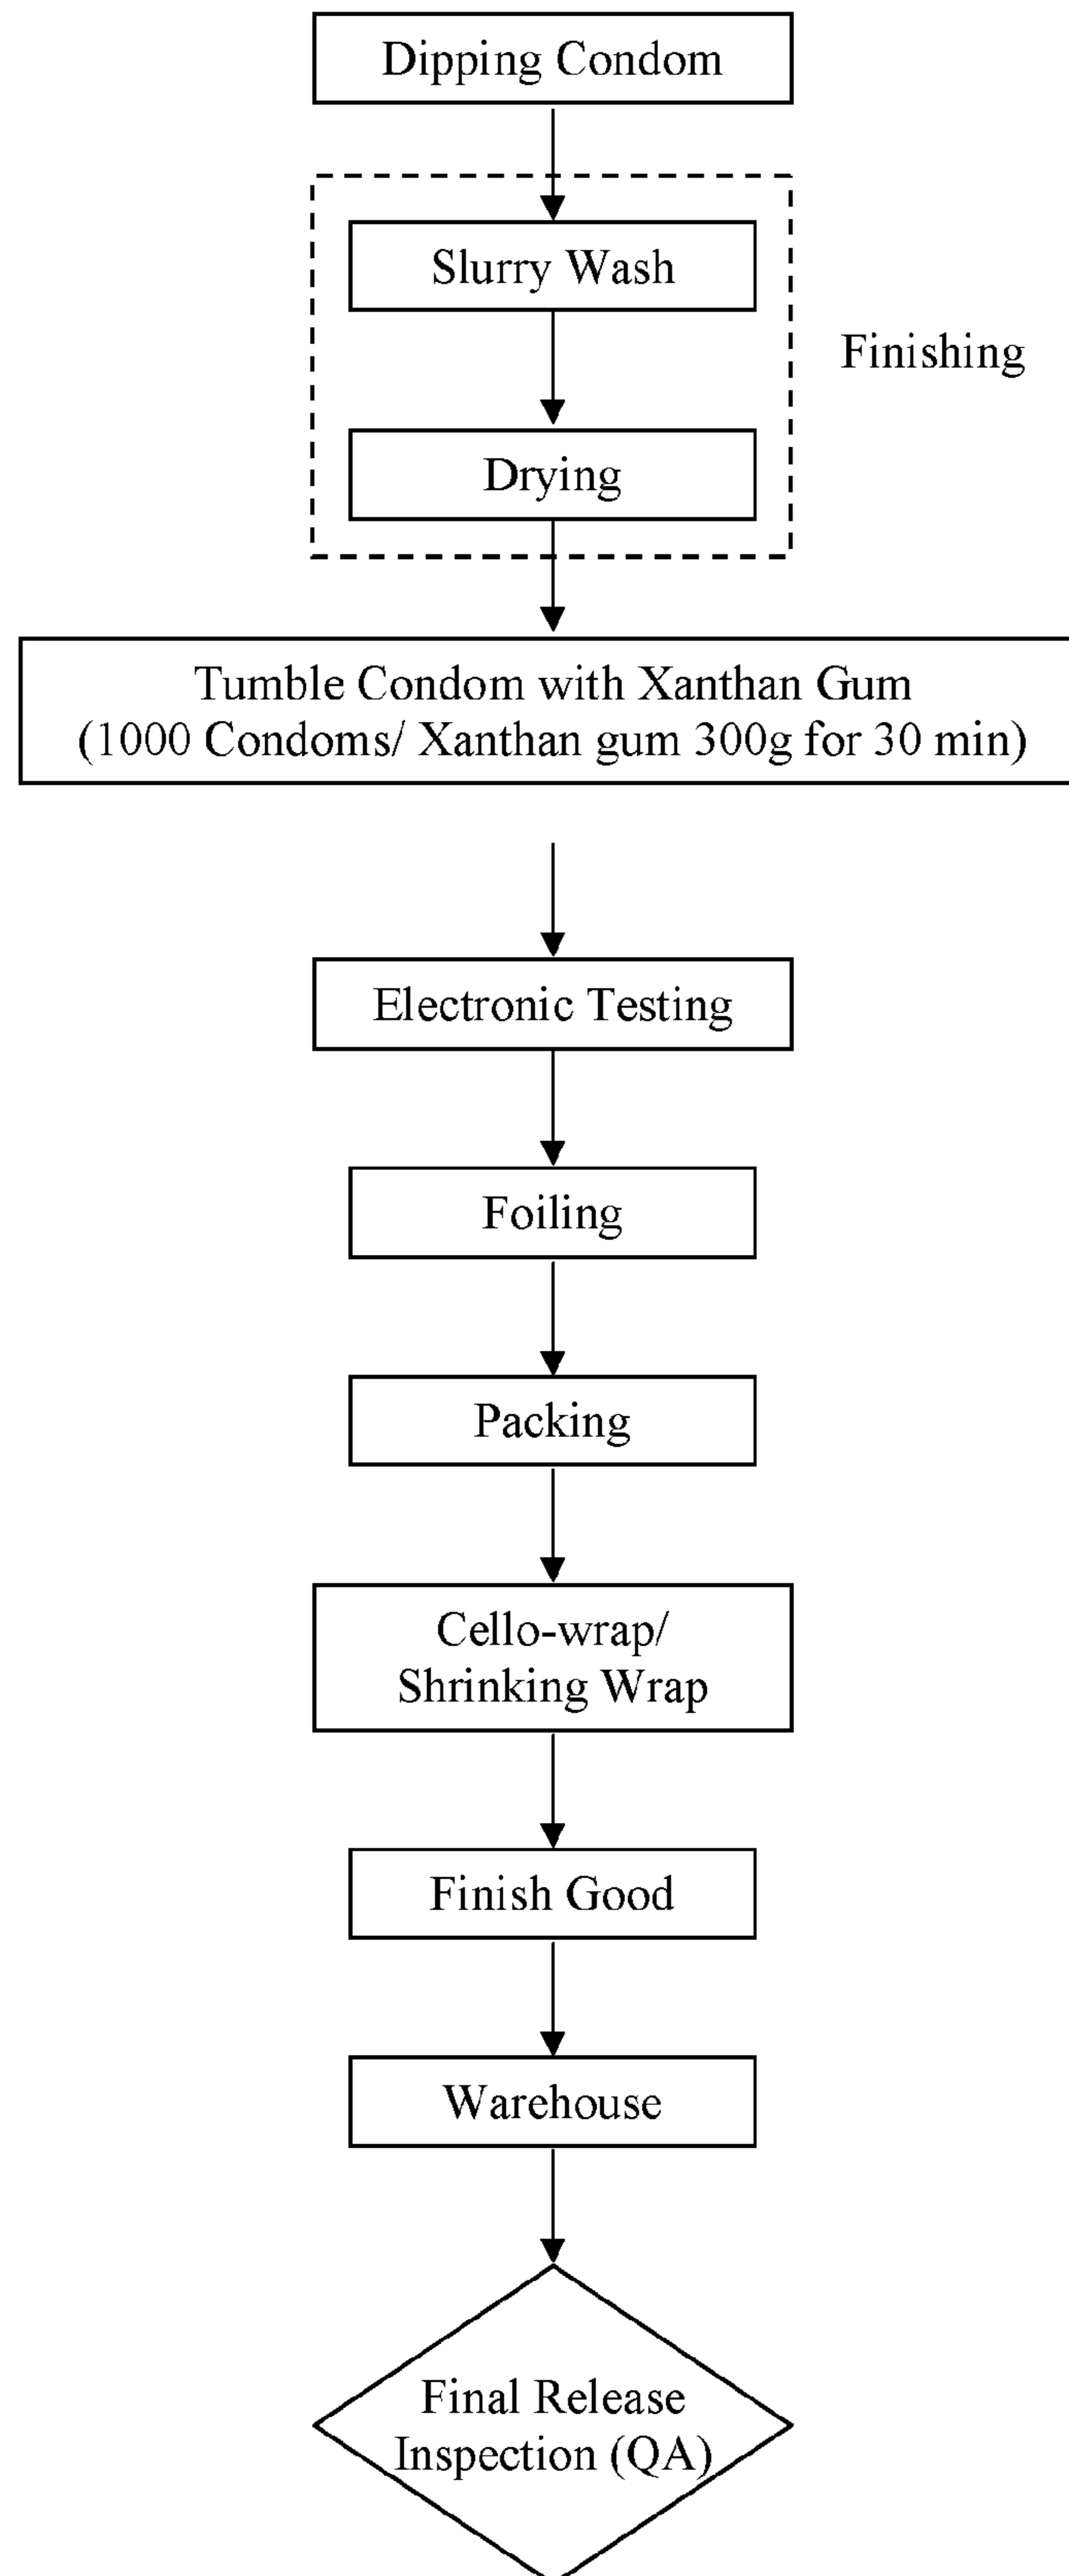 Dipping Condom
Slurry Wash
Finishing
Drying
Tumble Condom with Xanthan Gum
(1000 Condoms/ Xanthan gum 300g for 30 min)
Electronic Testing
Foiling
Packing
Cello-wrap/
Shrinking Wrap
Finish Good
Warehouse
Final Release
Inspection (QA)